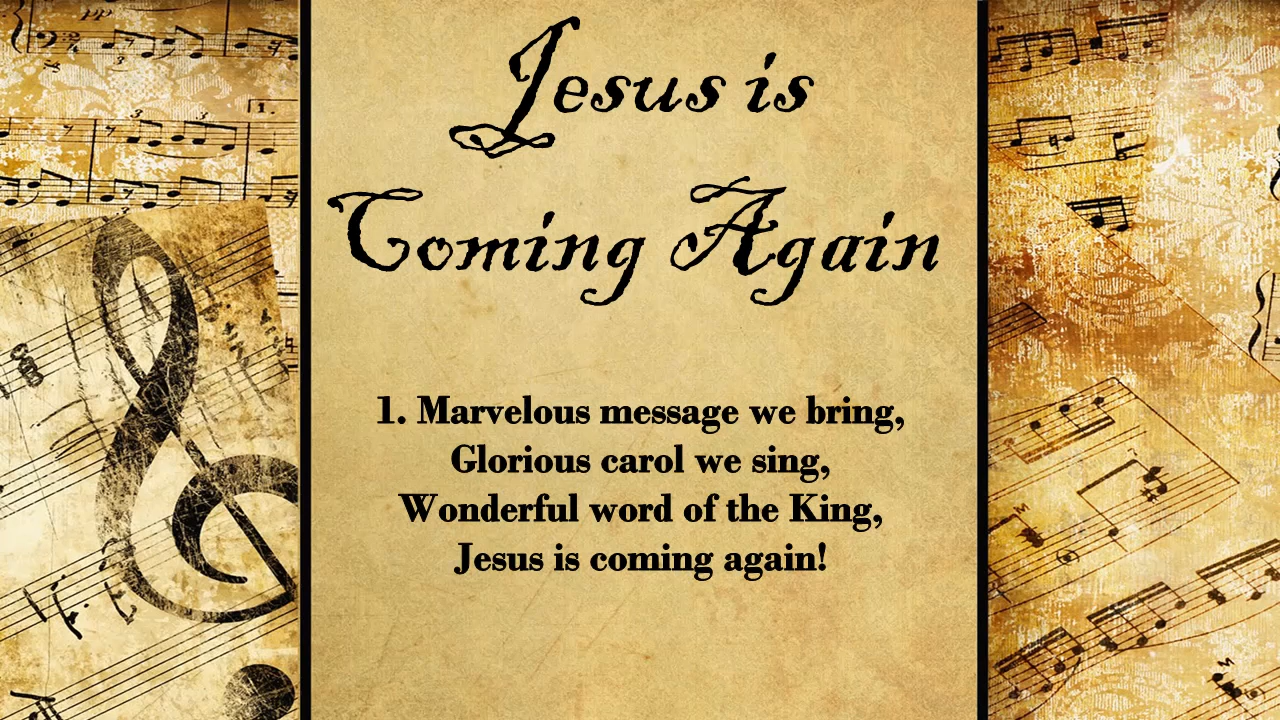 Jesus is
Coming Again
1. Marvelous message we bring,
Glorious carol we sing,
Wonderful word of the King,
Jesus is coming again!